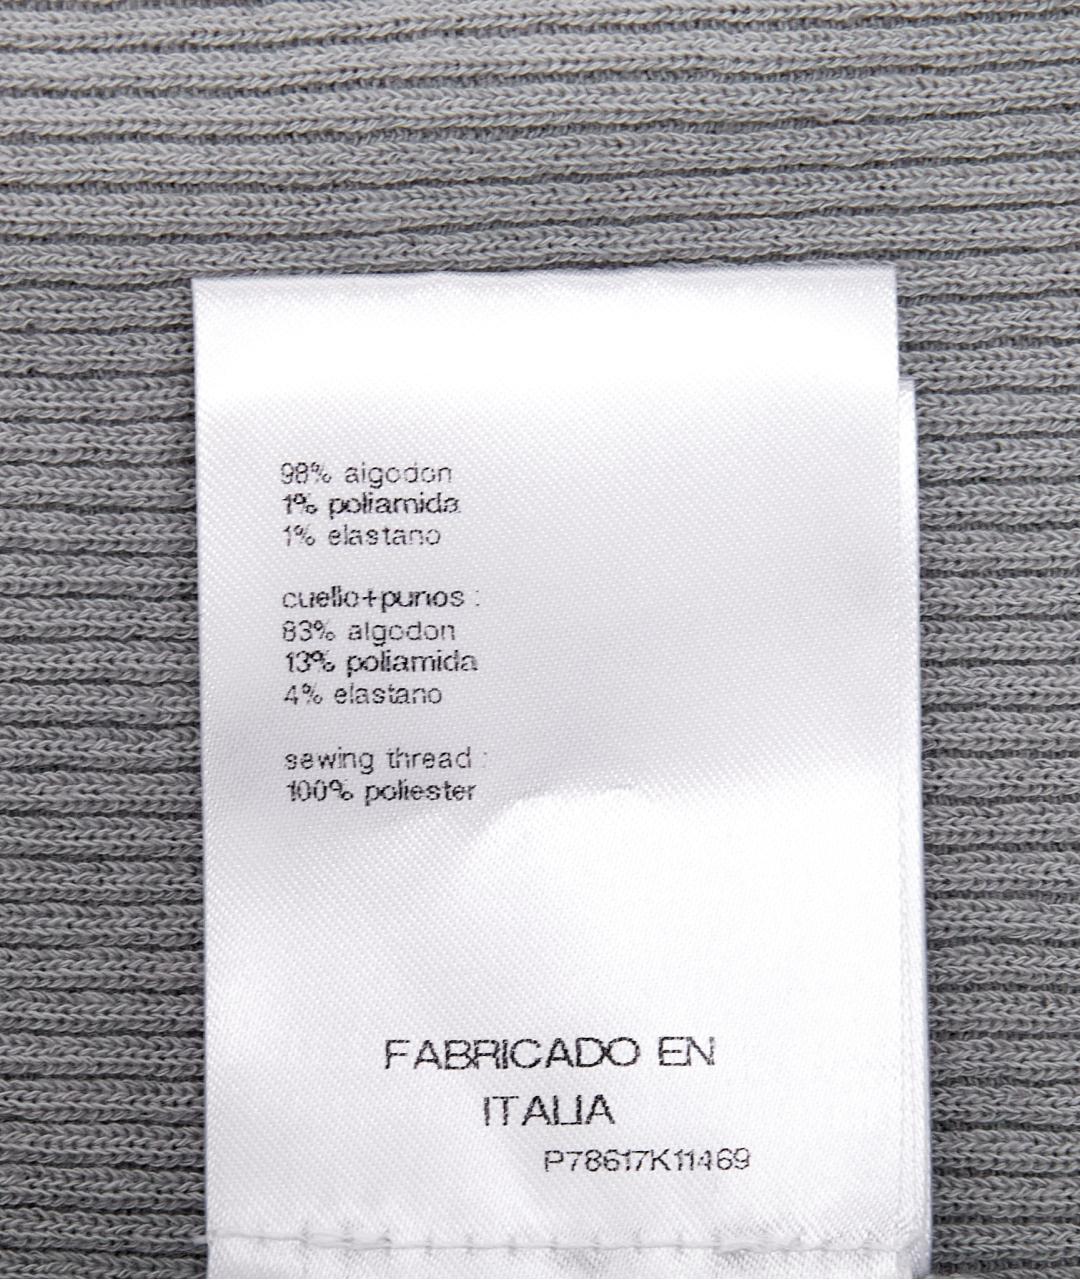 98% algodon
1% poliamida
1% elastano
cuello+punos :
83% algodon
13% poliamida
4% elastano
sewing thread :
100% poliester
FABRICADO EN
ITALIA
P78617K11469